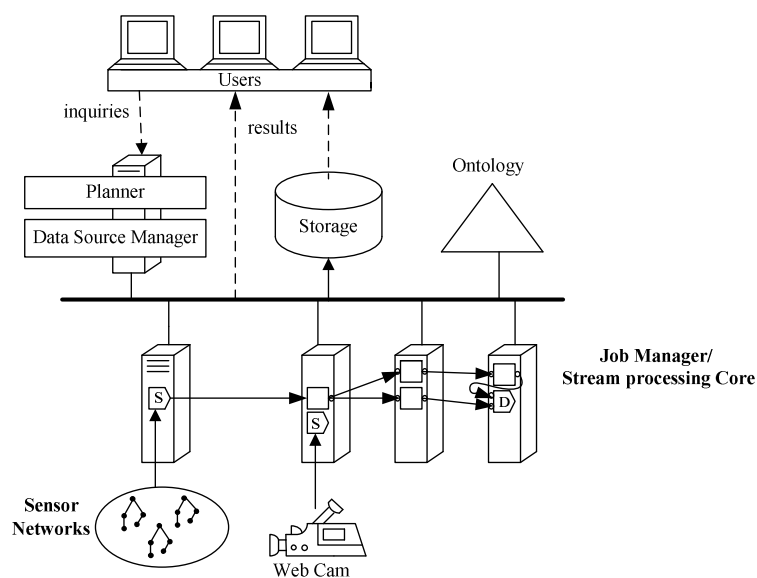 Users
inquiries
results
Planner
Data Source Manager
Storage
Ontology
Job Manager/
Stream processing Core
S
S
D
Sensor
Networks
Web Cam